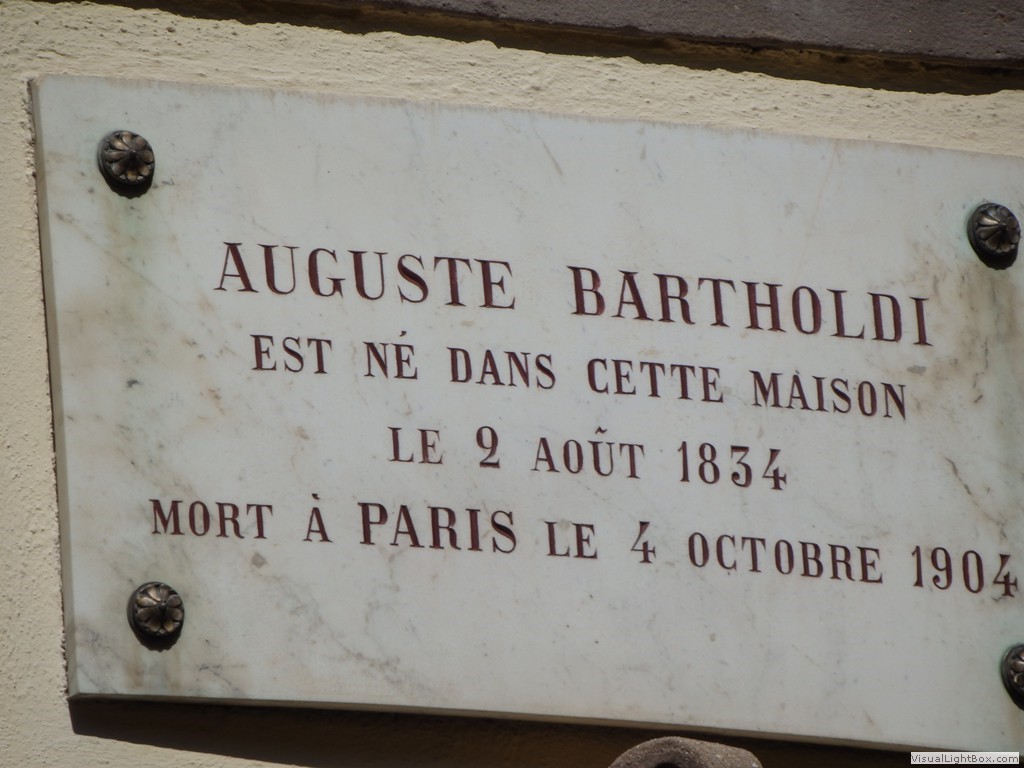 AUGUSTE BARTHOLDI
EST NÉ DANS CETTE MAISON
LE 2 AOÛT 1834
MORT À PARIS LE 4 OCTOBRE 1904
VisualLightBox.com